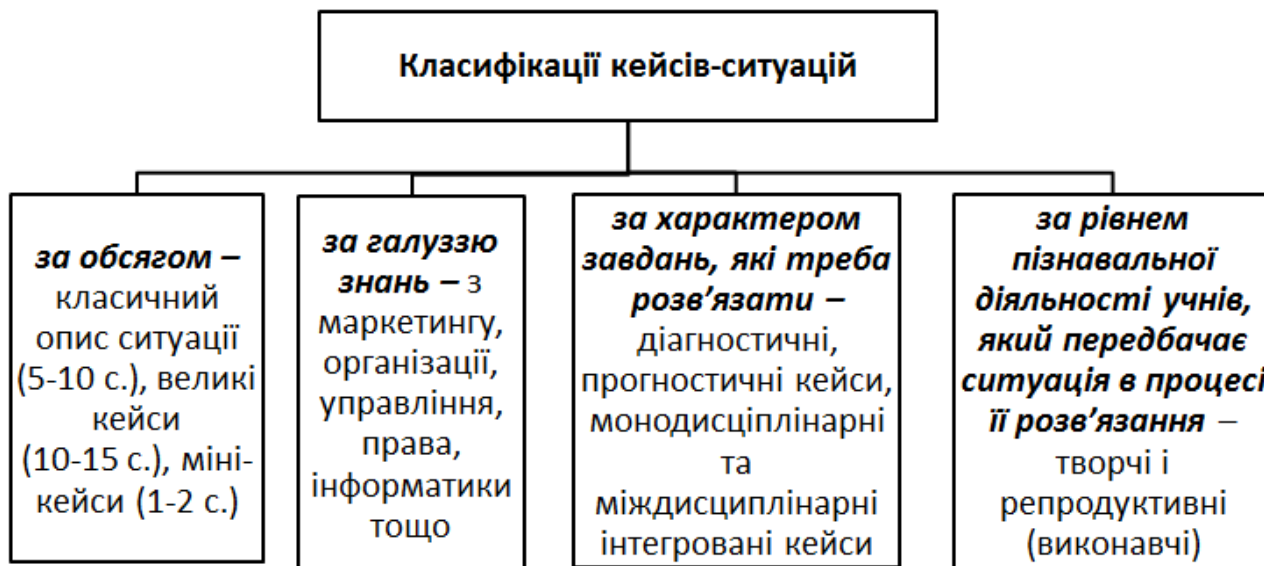 Класифікації кейсів-ситуацій
за обсягом –
класичний
опис ситуації
(5-10 с.), великі
кейси
(10-15 с.), міні-
кейси (1-2 с.)
за галуззю
знань – з
маркетингу,
організації,
управління,
права,
інформатики
тощо
за характером
завдань, які треба
розв’язати –
діагностичні,
прогностичні кейси,
монодисціплінарні
та
міждисциплінарні
інтегровані кейси
за рівнем
пізнавальної
діяльності учнів,
який передбачає
ситуація в процесі
її розв’язання –
творчі і
репродуктивні
(виконавчі)